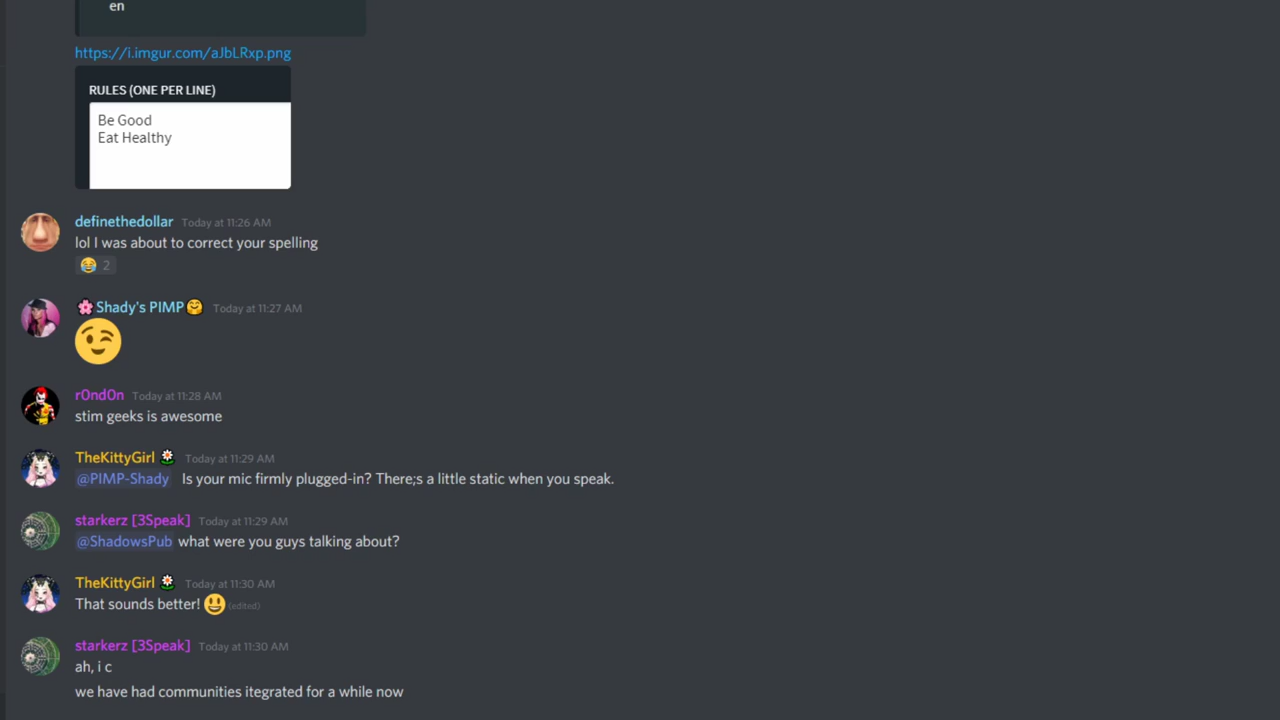 en
https://i.imgur.com/aJbLRxp.png
RULES (ONE PER LINE)
Be Good
Eat Healthy
definethedollar Today at 11:26 AM
lol I was about to correct your spelling
😂 2
🌸Shady's PIMP🤗 Today at 11:27 AM
😉
r0nd0n Today at 11:28 AM
stim geeks is awesome
TheKittyGirl Today at 11:29 AM
@PIMP-Shady Is your mic firmly plugged-in? There;s a little static when you speak.
starkerz [3Speak] Today at 11:29 AM
@ShadowsPub what were you guys talking about?
TheKittyGirl Today at 11:30 AM
That sounds better! 😃 (edited)
starkerz [3Speak] Today at 11:30 AM
ah, i c
we have had communities itegrated for a while now